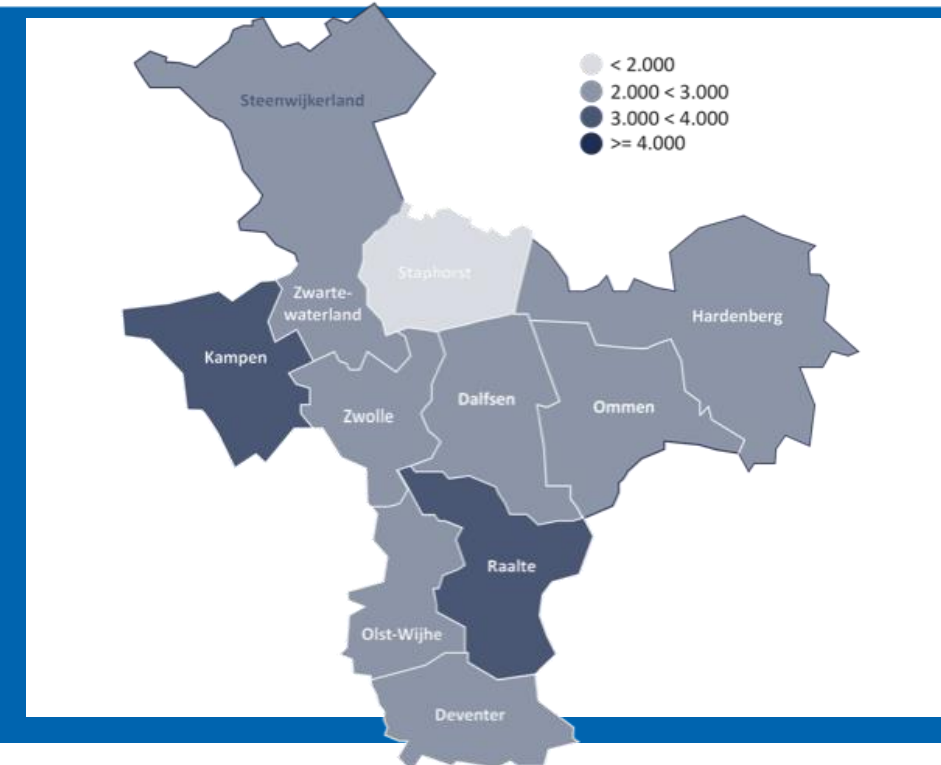 < 2.000
2.000 < 3.000
3.000 < 4.000
>= 4.000
Steenwijkerland
Staphorst
Zwarte-
waterland
Hardenberg
Kampen
Zwolle
Dalfsen
Ommen
Raalte
Olst-Wijhe
Deventer